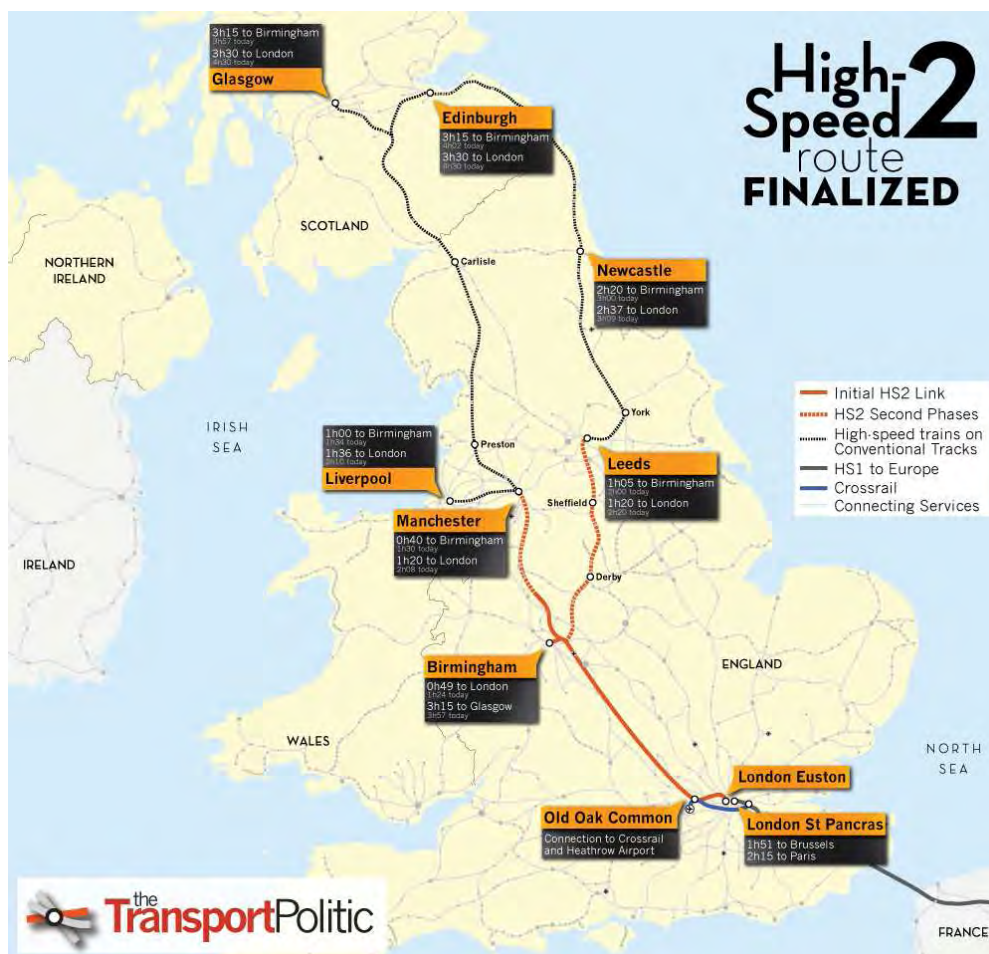 High-
Speed 2
route
FINALIZED
3h15 to Birmingham
3h57 today
3h30 to London
4h30 today
Glasgow
Edinburgh
3h15 to Birmingham
4h02 today
3h30 to London
4h30 today
SCOTLAND
NORTHERN
IRELAND
Carlisle
Newcastle
2h20 to Birmingham
3h00 today
2h37 to London
3h09 today
Initial HS2 Link
HS2 Second Phases
High-speed trains on
Conventional Tracks
HS1 to Europe
Crossrail
Connecting Services
IRISH
SEA
York
Preston
1h00 to Birmingham
1h34 today
1h36 to London
2h10 today
Liverpool
Leeds
1h05 to Birmingham
2h00 today
1h20 to London
2h20 today
Sheffield
Manchester
0h40 to Birmingham
1h30 today
1h20 to London
2h08 today
IRELAND
Derby
Birmingham
0h49 to London
1h24 today
3h15 to Glasgow
3h57 today
ENGLAND
WALES
NORTH
SEA
London Euston
Old Oak Common
Connection to Crossrail
and Heathrow Airport
London St Pancras
1h51 to Brussels
2h15 to Paris
the
TransportPolitic
FRANCE